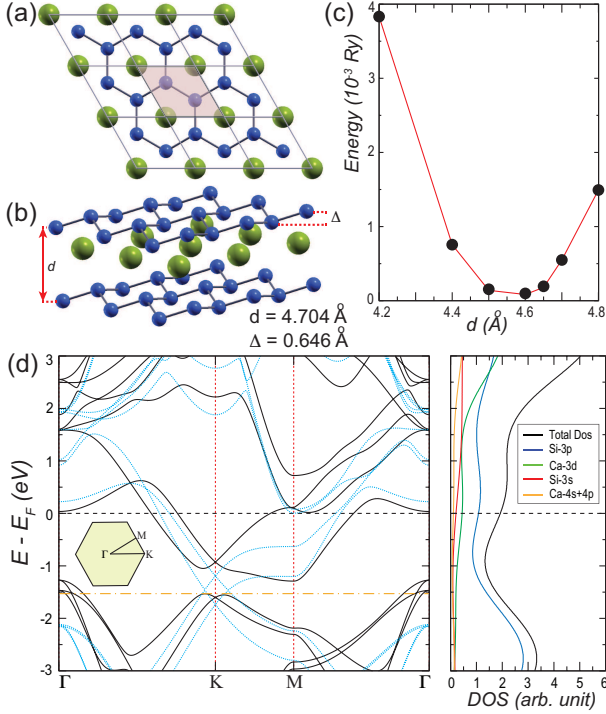 (a)
(b)
Δ
d
d = 4.704 Å
Δ = 0.646 Å
(c)
Energy (10⁻³ Ry)
4
3
2
1
0
4.2
4.4
4.6
4.8
d (Å)
(d)
E - E_F (eV)
3
2
1
0
-1
-2
-3
Γ
M
K
Γ
K
M
Γ
Total Dos
Si-3p
Ca-3d
Si-3s
Ca-4s+4p
0
1
2
3
4
5
6
DOS (arb. unit)